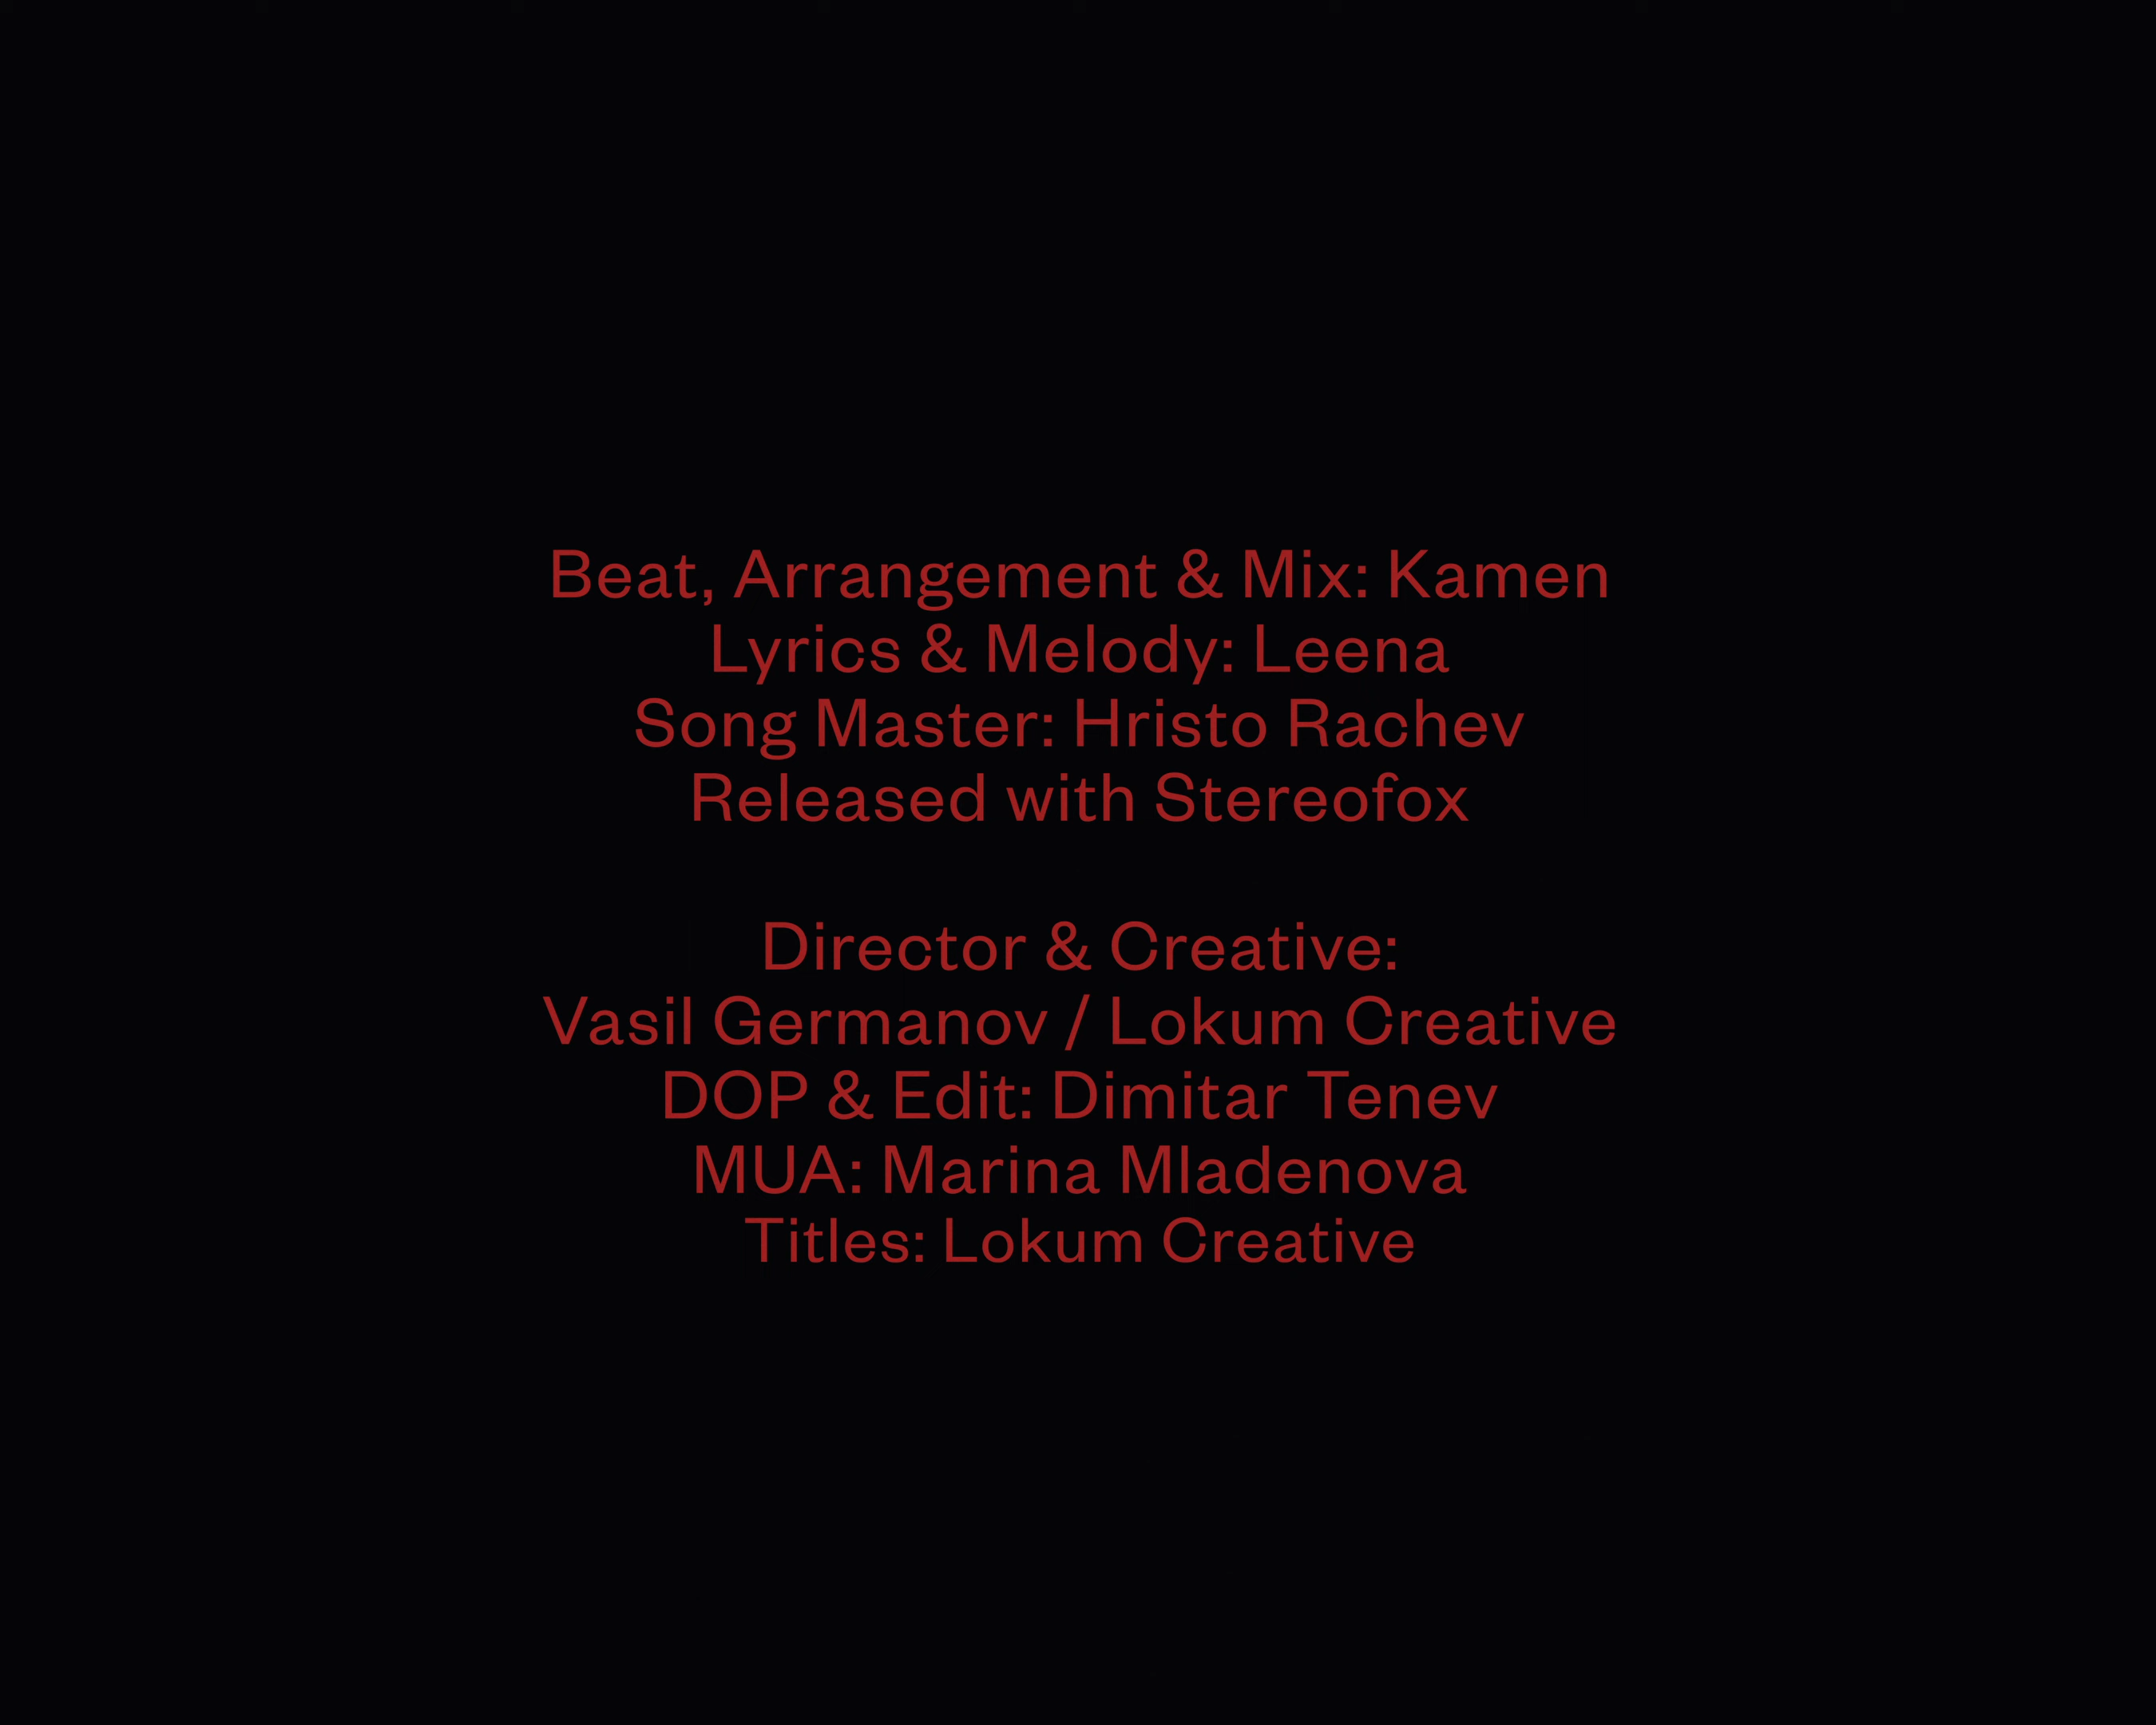 Beat, Arrangement & Mix: Kamen
Lyrics & Melody: Leena
Song Master: Hristo Rachev
Released with Stereofox
Director & Creative:
Vasil Germanov / Lokum Creative
DOP & Edit: Dimitar Tenev
MUA: Marina Mladenova
Titles: Lokum Creative